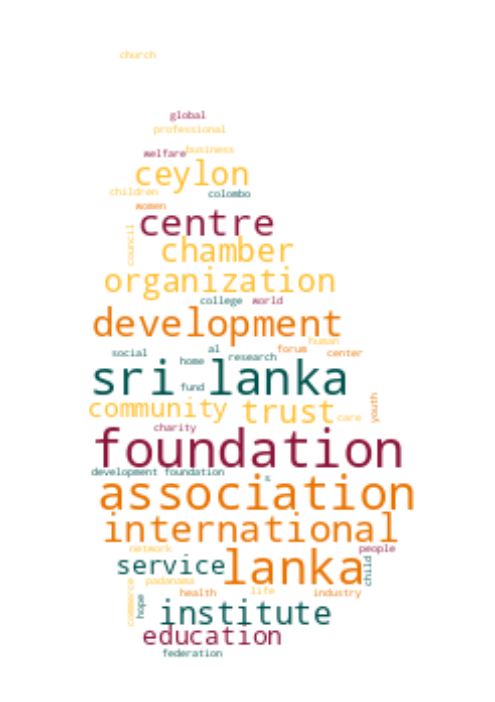 church
global
professional
welfare business
ceylon
children colombo
women
centre
council
chamber
organization
college world
development
human
social al forum center
home research
sri lanka
fund
community trust care
youth
charity
foundation
development foundation s
association
international
network people
service lanka
child
padanama
commerce
health life industry
hope
institute
education
federation